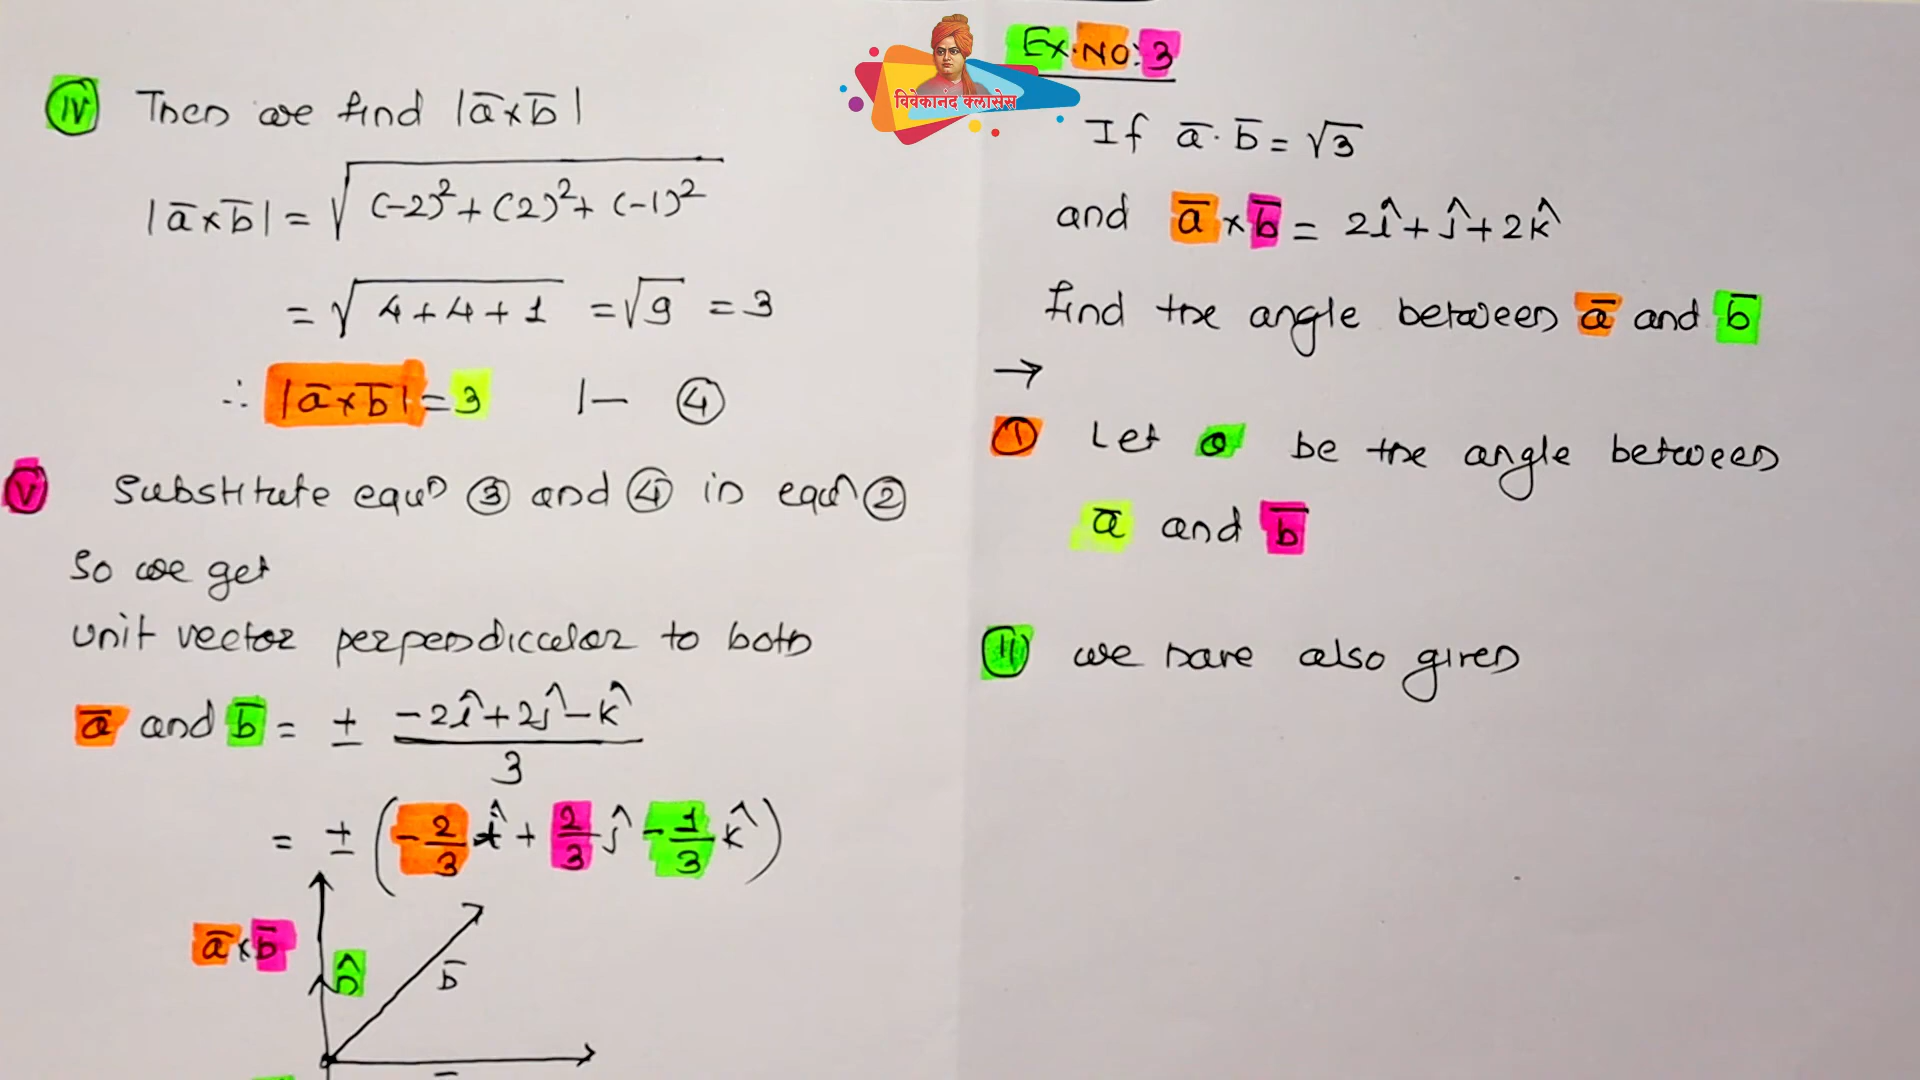 विवेकानंद क्लासेस
(IV) Then we find |a̅×b̅|
|a̅×b̅| = √((-2)²+(2)²+(-1)²)
= √(4+4+1) = √9 = 3
∴ |a̅×b̅| = 3 |— (4)
(V) Substitute equn (3) and (4) in equn (2)
So we get
unit vector perpendicular to both
a̅ and b̅ = ± (-2î+2ĵ-k̂)/3
= ± (-2/3 î + 2/3 ĵ - 1/3 k̂)
a̅×b̅
n̂
b̅
Ex.No:3
If a̅·b̅ = √3
and a̅×b̅ = 2î+ĵ+2k̂
find the angle between a̅ and b̅
→
(I) Let θ be the angle between
a̅ and b̅
(II) we have also given